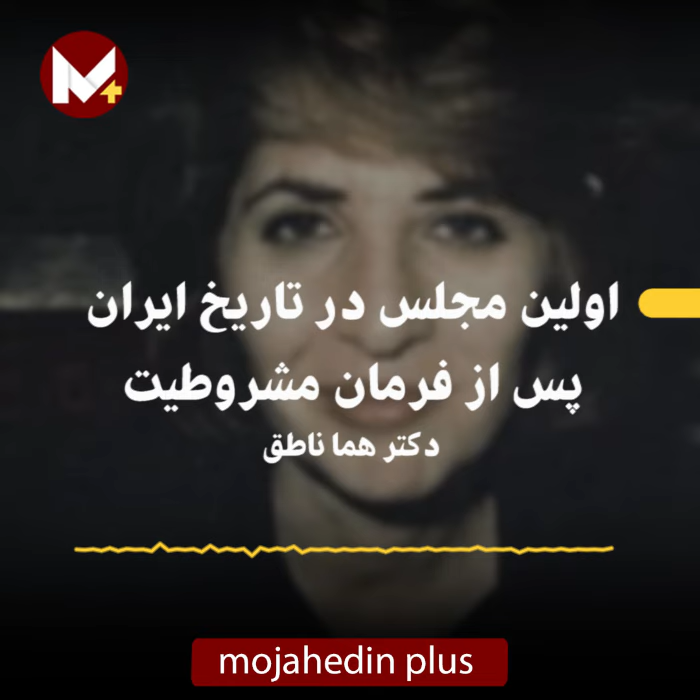 M+
اولین مجلس در تاریخ ایران
پس از فرمان مشروطیت
دکتر هما ناطق
mojahedin plus